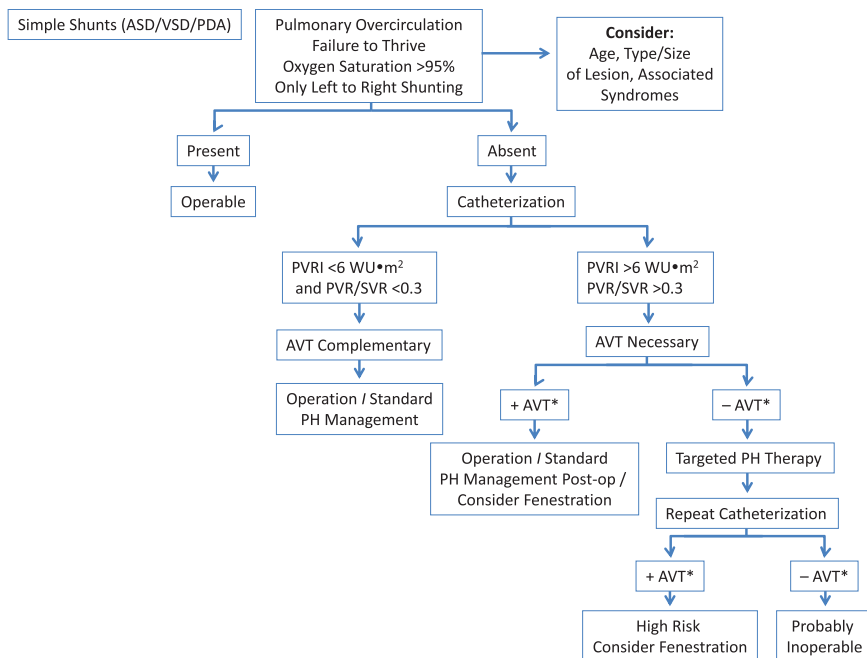 Simple Shunts (ASD/VSD/PDA)
Pulmonary Overcirculation
Failure to Thrive
Oxygen Saturation >95%
Only Left to Right Shunting
Consider:
Age, Type/Size
of Lesion, Associated
Syndromes
Present
Absent
Operable
Catheterization
PVRI <6 WU•m²
and PVR/SVR <0.3
PVRI >6 WU•m²
PVR/SVR >0.3
AVT Complementary
AVT Necessary
Operation / Standard
PH Management
+ AVT*
– AVT*
Operation / Standard
PH Management Post-op /
Consider Fenestration
Targeted PH Therapy
Repeat Catheterization
+ AVT*
– AVT*
High Risk
Consider Fenestration
Probably
Inoperable